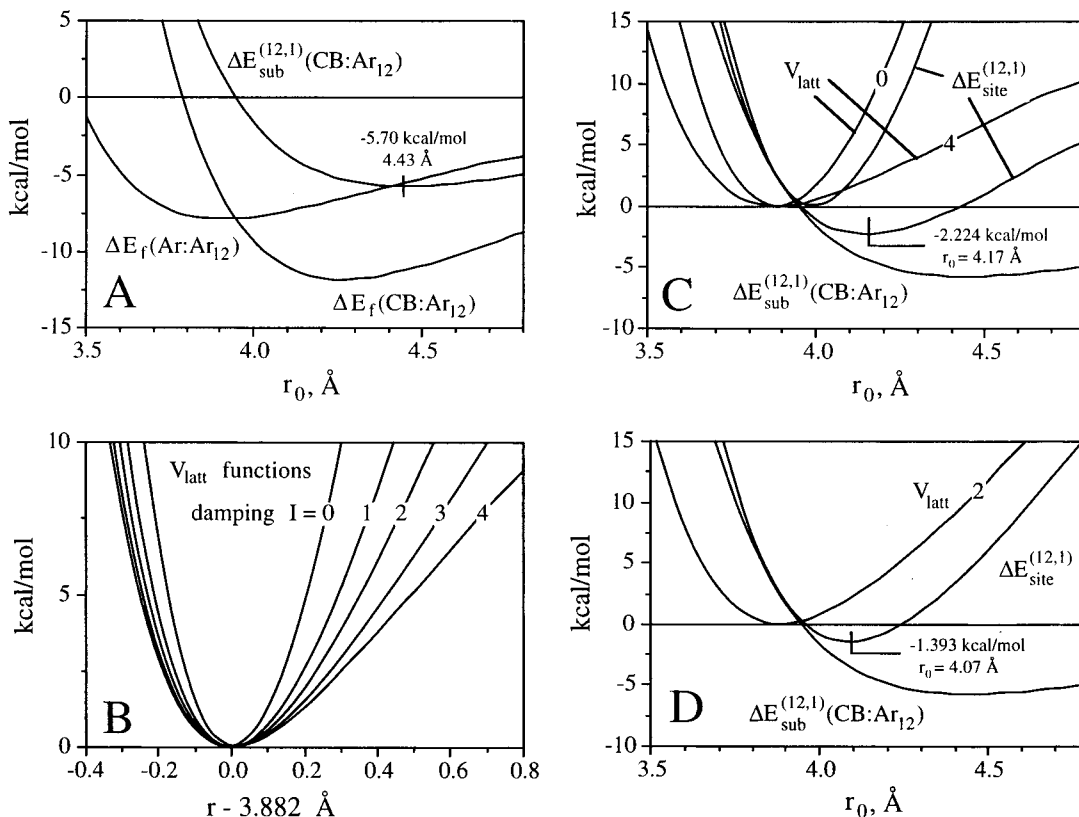 5
0
-5
-10
-15
kcal/mol
ΔE_sub^(12,1)(CB:Ar_12)
-5.70 kcal/mol
4.43 Å
ΔE_f(Ar:Ar_12)
ΔE_f(CB:Ar_12)
A
3.5 4.0 4.5
r_0, Å
15
10
5
0
-5
-10
kcal/mol
V_latt
0
ΔE_site^(12,1)
4
-2.224 kcal/mol
r_0 = 4.17 Å
ΔE_sub^(12,1)(CB:Ar_12)
C
3.5 4.0 4.5
r_0, Å
10
5
0
kcal/mol
V_latt functions
damping I = 0 1 2 3 4
B
-0.4 -0.2 0.0 0.2 0.4 0.6 0.8
r - 3.882 Å
15
10
5
0
-5
-10
kcal/mol
V_latt 2
ΔE_site^(12,1)
-1.393 kcal/mol
r_0 = 4.07 Å
ΔE_sub^(12,1)(CB:Ar_12)
D
3.5 4.0 4.5
r_0, Å